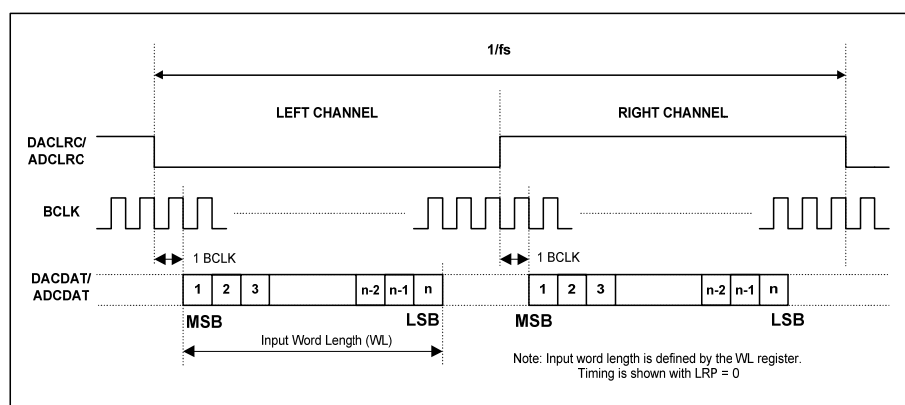 1/fs
LEFT CHANNEL
RIGHT CHANNEL
DACLRC/
ADCLRC
BCLK
1 BCLK
1 BCLK
DACDAT/
ADCDAT
1 2 3 n-2 n-1 n
1 2 3 n-2 n-1 n
MSB
LSB
MSB
LSB
Input Word Length (WL)
Note: Input word length is defined by the WL register.
Timing is shown with LRP = 0